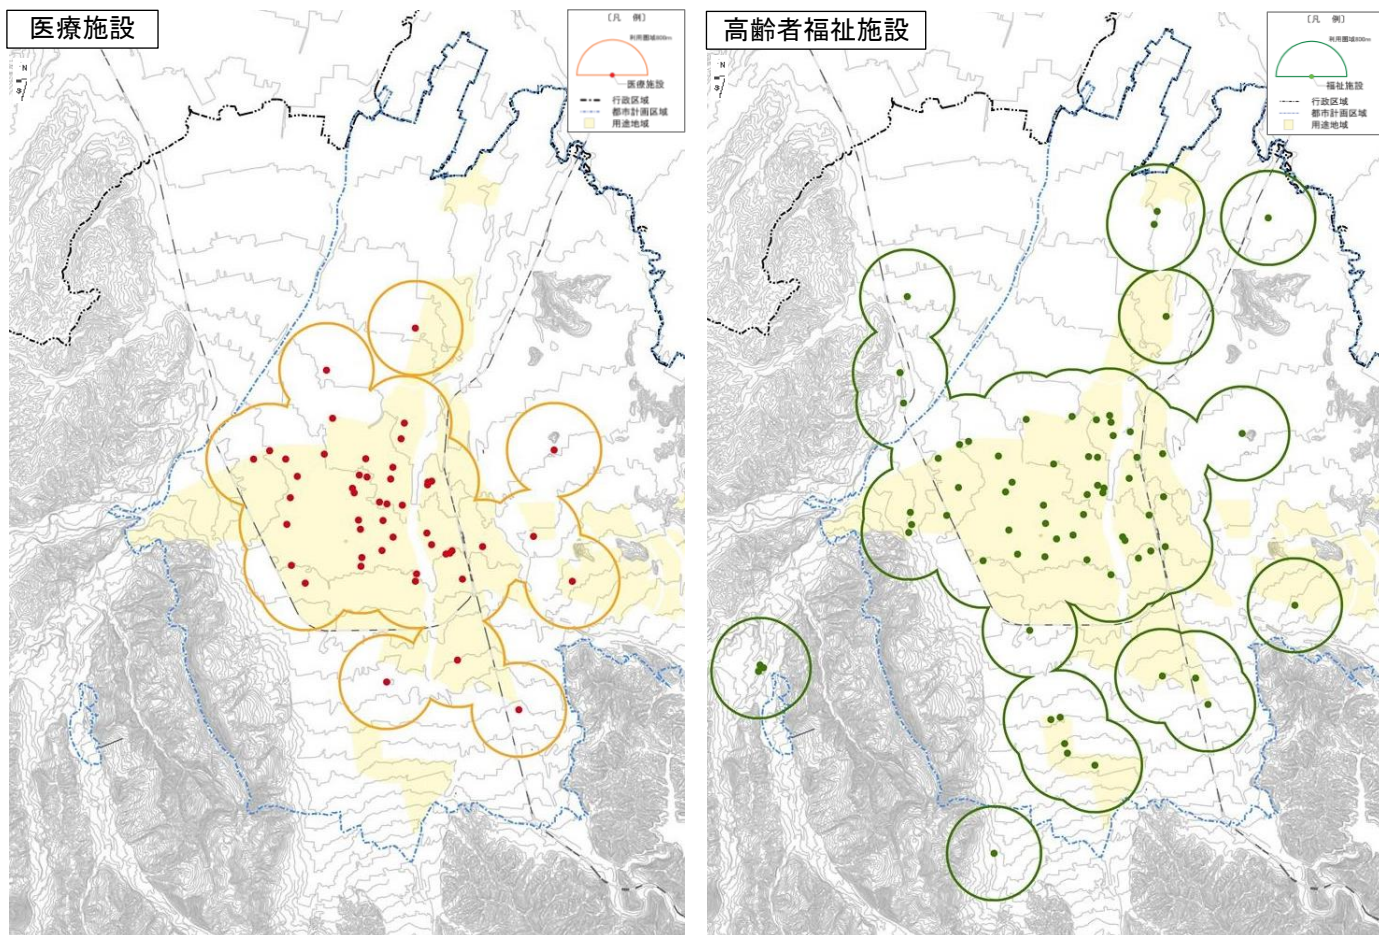 医療施設
〔凡 例〕
利用圏域800m
医療施設
行政区域
都市計画区域
用途地域
N
高齢者福祉施設
〔凡 例〕
利用圏域800m
福祉施設
行政区域
都市計画区域
用途地域
N